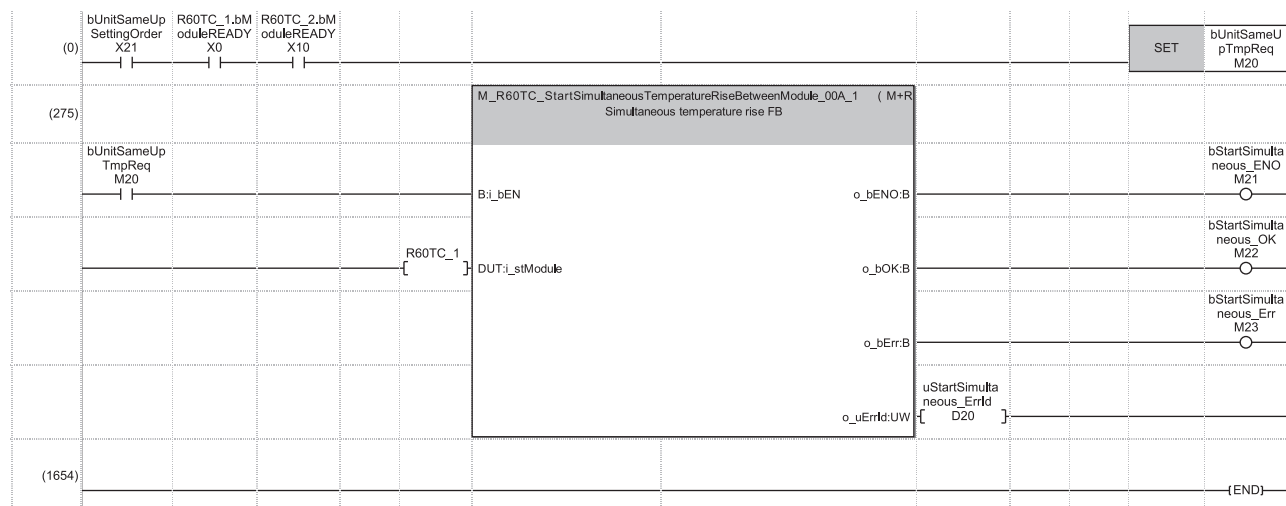 bUnitSameUp R60TC_1.bM R60TC_2.bM bUnitSameU
SettingOrder oduleREADY oduleREADY SET pTmpReq
(0) X21 X0 X10 M20
M_R60TC_StartSimultaneousTemperatureRiseBetweenModule_00A_1 ( M+R
(275) Simultaneous temperature rise FB
bUnitSameUp bStartSimulta
TmpReq neous_ENO
M20 M21
B:i_bEN o_bENO:B
bStartSimulta
neous_OK
R60TC_1 M22
DUT:i_stModule o_bOK:B
bStartSimulta
neous_Err
M23
o_bErr:B
uStartSimulta
neous_ErrId
o_uErrId:UW D20
(1654)
{END}